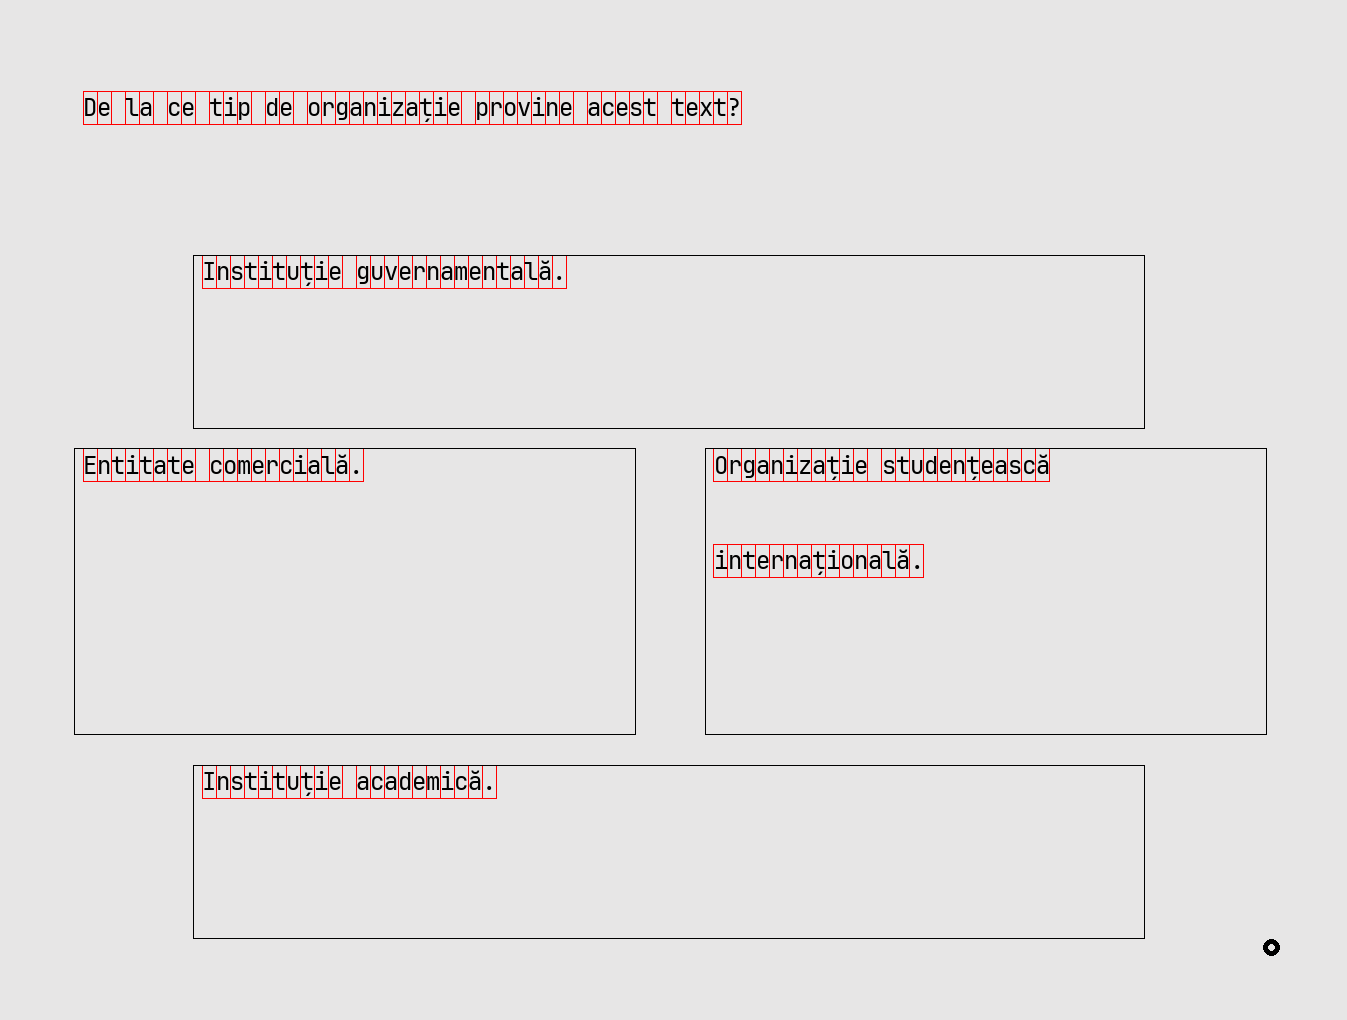 De la ce tip de organizație provine acest text?
Instituție guvernamentală.
Entitate comercială.
Organizație studențească
internațională.
Instituție academică.